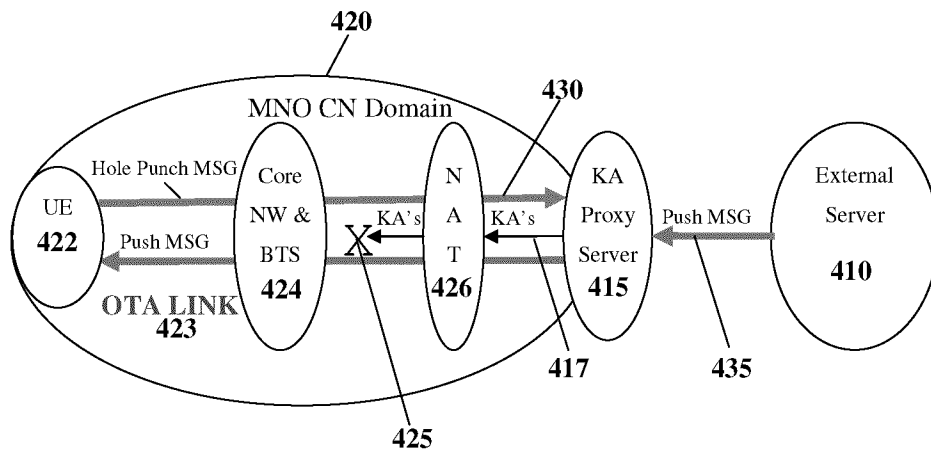 420
430
MNO CN Domain
Hole Punch MSG
UE
422
Push MSG
OTA LINK
423
Core
NW &
BTS
424
KA's
X
425
N
A
T
426
KA's
417
KA
Proxy
Server
415
Push MSG
435
External
Server
410